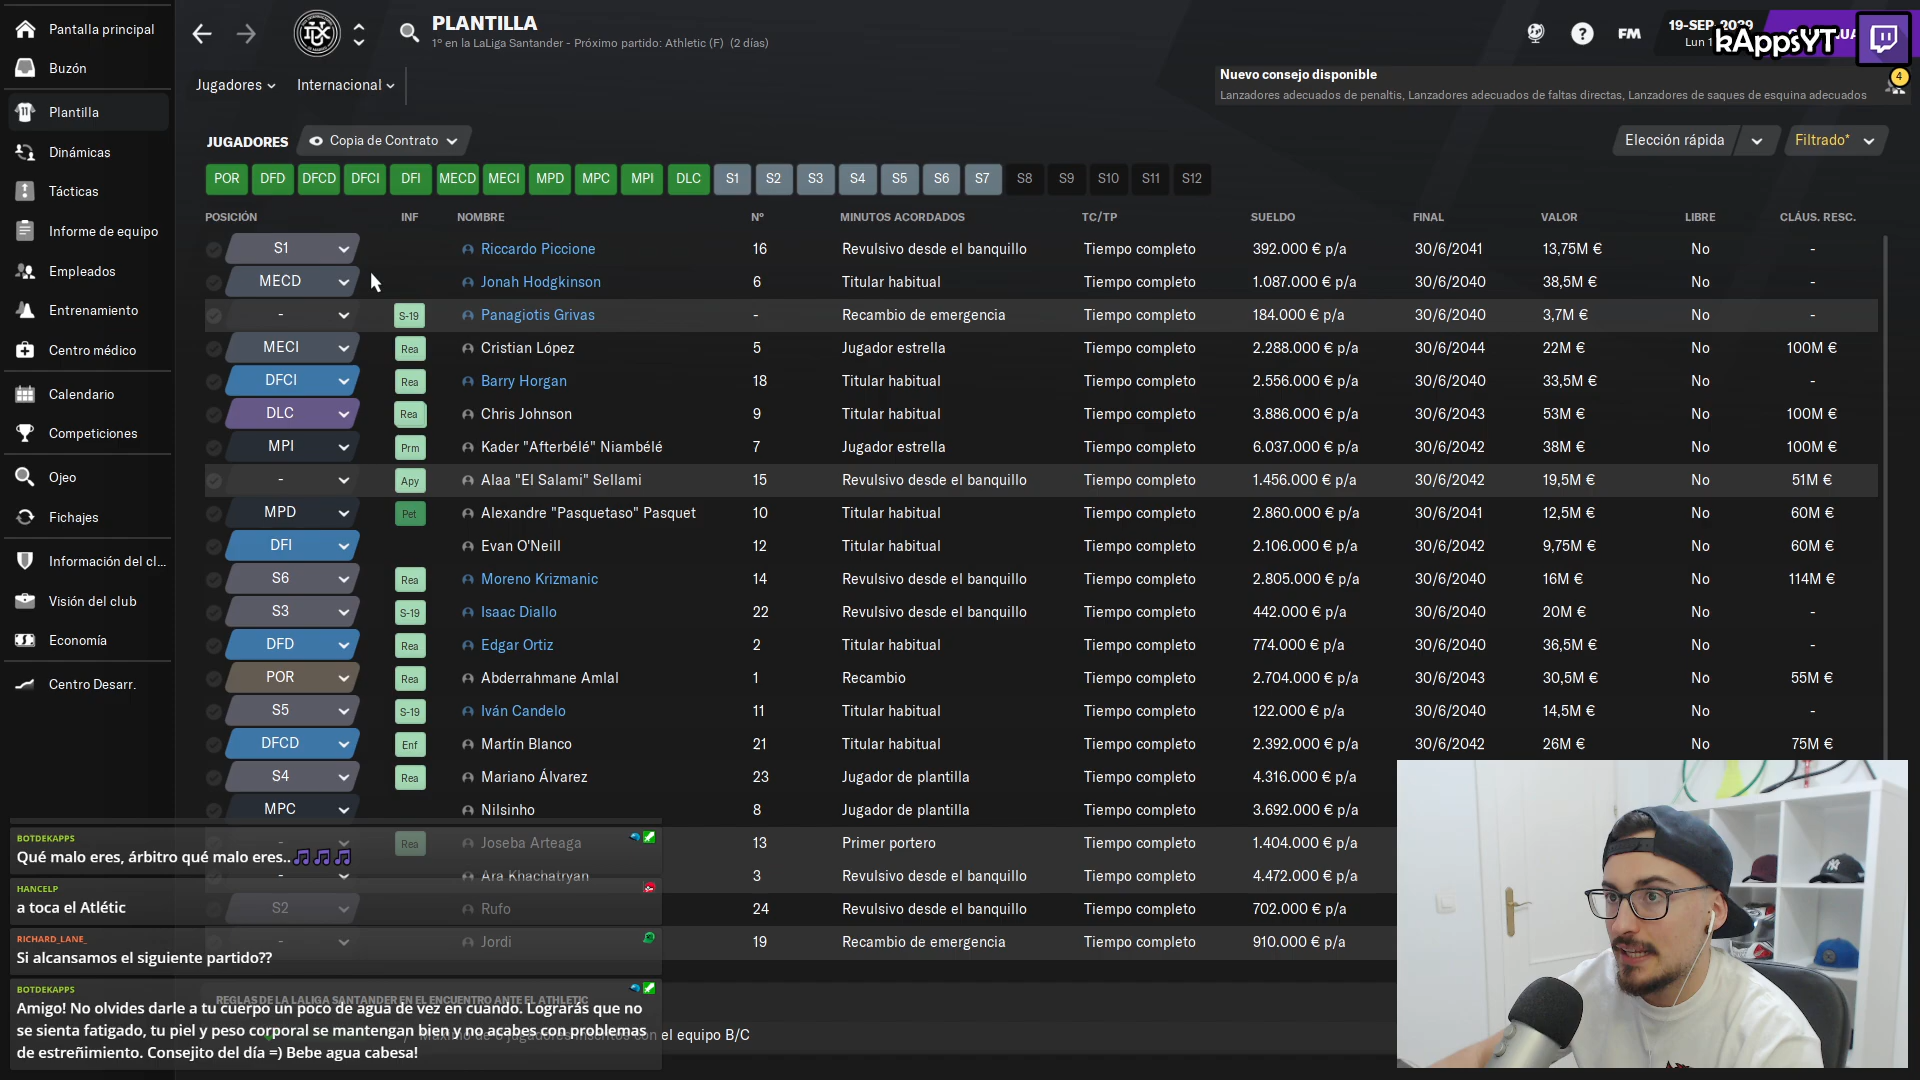 Pantalla principal
Buzón
Plantilla
Dinámicas
Tácticas
Informe de equipo
Empleados
Entrenamiento
Centro médico
Calendario
Competiciones
Ojeo
Fichajes
Información del cl...
Visión del club
Economía
Centro Desarr.
PLANTILLA
1º en la LaLiga Santander - Próximo partido: Athletic (F) (2 días)
FM
Lun
kAppsYT
Jugadores
Internacional
Nuevo consejo disponible
Lanzadores adecuados de penaltis, Lanzadores adecuados de faltas directas, Lanzadores de saques de esquina adecuados
4
JUGADORES
Copia de Contrato
Elección rápida
Filtrado*
POR DFD DFCD DFCI DFI MECD MECI MPD MPC MPI DLC S1 S2 S3 S4 S5 S6 S7 S8 S9 S10 S11 S12
POSICIÓN INF NOMBRE Nº MINUTOS ACORDADOS TC/TP SUELDO FINAL VALOR LIBRE CLÁUS. RESC.
S1 Riccardo Piccione 16 Revulsivo desde el banquillo Tiempo completo 392.000 € p/a 30/6/2041 13,75M € No -
MECD Jonah Hodgkinson 6 Titular habitual Tiempo completo 1.087.000 € p/a 30/6/2040 38,5M € No -
- S-19 Panagiotis Grivas - Recambio de emergencia Tiempo completo 184.000 € p/a 30/6/2040 3,7M € No -
MECI Rea Cristian López 5 Jugador estrella Tiempo completo 2.288.000 € p/a 30/6/2044 22M € No 100M €
DFCI Rea Barry Horgan 18 Titular habitual Tiempo completo 2.556.000 € p/a 30/6/2040 33,5M € No -
DLC Rea Chris Johnson 9 Titular habitual Tiempo completo 3.886.000 € p/a 30/6/2043 53M € No 100M €
MPI Prm Kader "Afterbélé" Niambélé 7 Jugador estrella Tiempo completo 6.037.000 € p/a 30/6/2042 38M € No 100M €
- Apy Alaa "El Salami" Sellami 15 Revulsivo desde el banquillo Tiempo completo 1.456.000 € p/a 30/6/2042 19,5M € No 51M €
MPD Pet Alexandre "Pasquetaso" Pasquet 10 Titular habitual Tiempo completo 2.860.000 € p/a 30/6/2041 12,5M € No 60M €
DFI Evan O'Neill 12 Titular habitual Tiempo completo 2.106.000 € p/a 30/6/2042 9,75M € No 60M €
S6 Rea Moreno Krizmanic 14 Revulsivo desde el banquillo Tiempo completo 2.805.000 € p/a 30/6/2040 16M € No 114M €
S3 S-19 Isaac Diallo 22 Revulsivo desde el banquillo Tiempo completo 442.000 € p/a 30/6/2040 20M € No -
DFD Rea Edgar Ortiz 2 Titular habitual Tiempo completo 774.000 € p/a 30/6/2040 36,5M € No -
POR Rea Abderrahmane Amlal 1 Recambio Tiempo completo 2.704.000 € p/a 30/6/2043 30,5M € No 55M €
S5 S-19 Iván Candelo 11 Titular habitual Tiempo completo 122.000 € p/a 30/6/2040 14,5M € No -
DFCD Enf Martín Blanco 21 Titular habitual Tiempo completo 2.392.000 € p/a 30/6/2042 26M € No 75M €
S4 Rea Mariano Álvarez 23 Jugador de plantilla Tiempo completo 4.316.000 € p/a
MPC Nilsinho 8 Jugador de plantilla Tiempo completo 3.692.000 € p/a
- Rea Joseba Arteaga 13 Primer portero Tiempo completo 1.404.000 € p/a
- Ara Khachatryan 3 Revulsivo desde el banquillo Tiempo completo 4.472.000 € p/a
S2 Rufo 24 Revulsivo desde el banquillo Tiempo completo 702.000 € p/a
- Jordi 19 Recambio de emergencia Tiempo completo 910.000 € p/a
REGLAS DE LA LALIGA SANTANDER EN EL ENCUENTRO ANTE EL ATHLETIC
Máximo de jugadores inscritos con el equipo B/C
BOTDEKAPPS
Qué malo eres, árbitro qué malo eres..🎵🎵🎵
HANCELP
a toca el Atlétic
RICHARD_LANE_
Si alcansamos el siguiente partido??
BOTDEKAPPS
Amigo! No olvides darle a tu cuerpo un poco de agua de vez en cuando. Lograrás que no
se sienta fatigado, tu piel y peso corporal se mantengan bien y no acabes con problemas
de estreñimiento. Consejito del día =) Bebe agua cabesa!